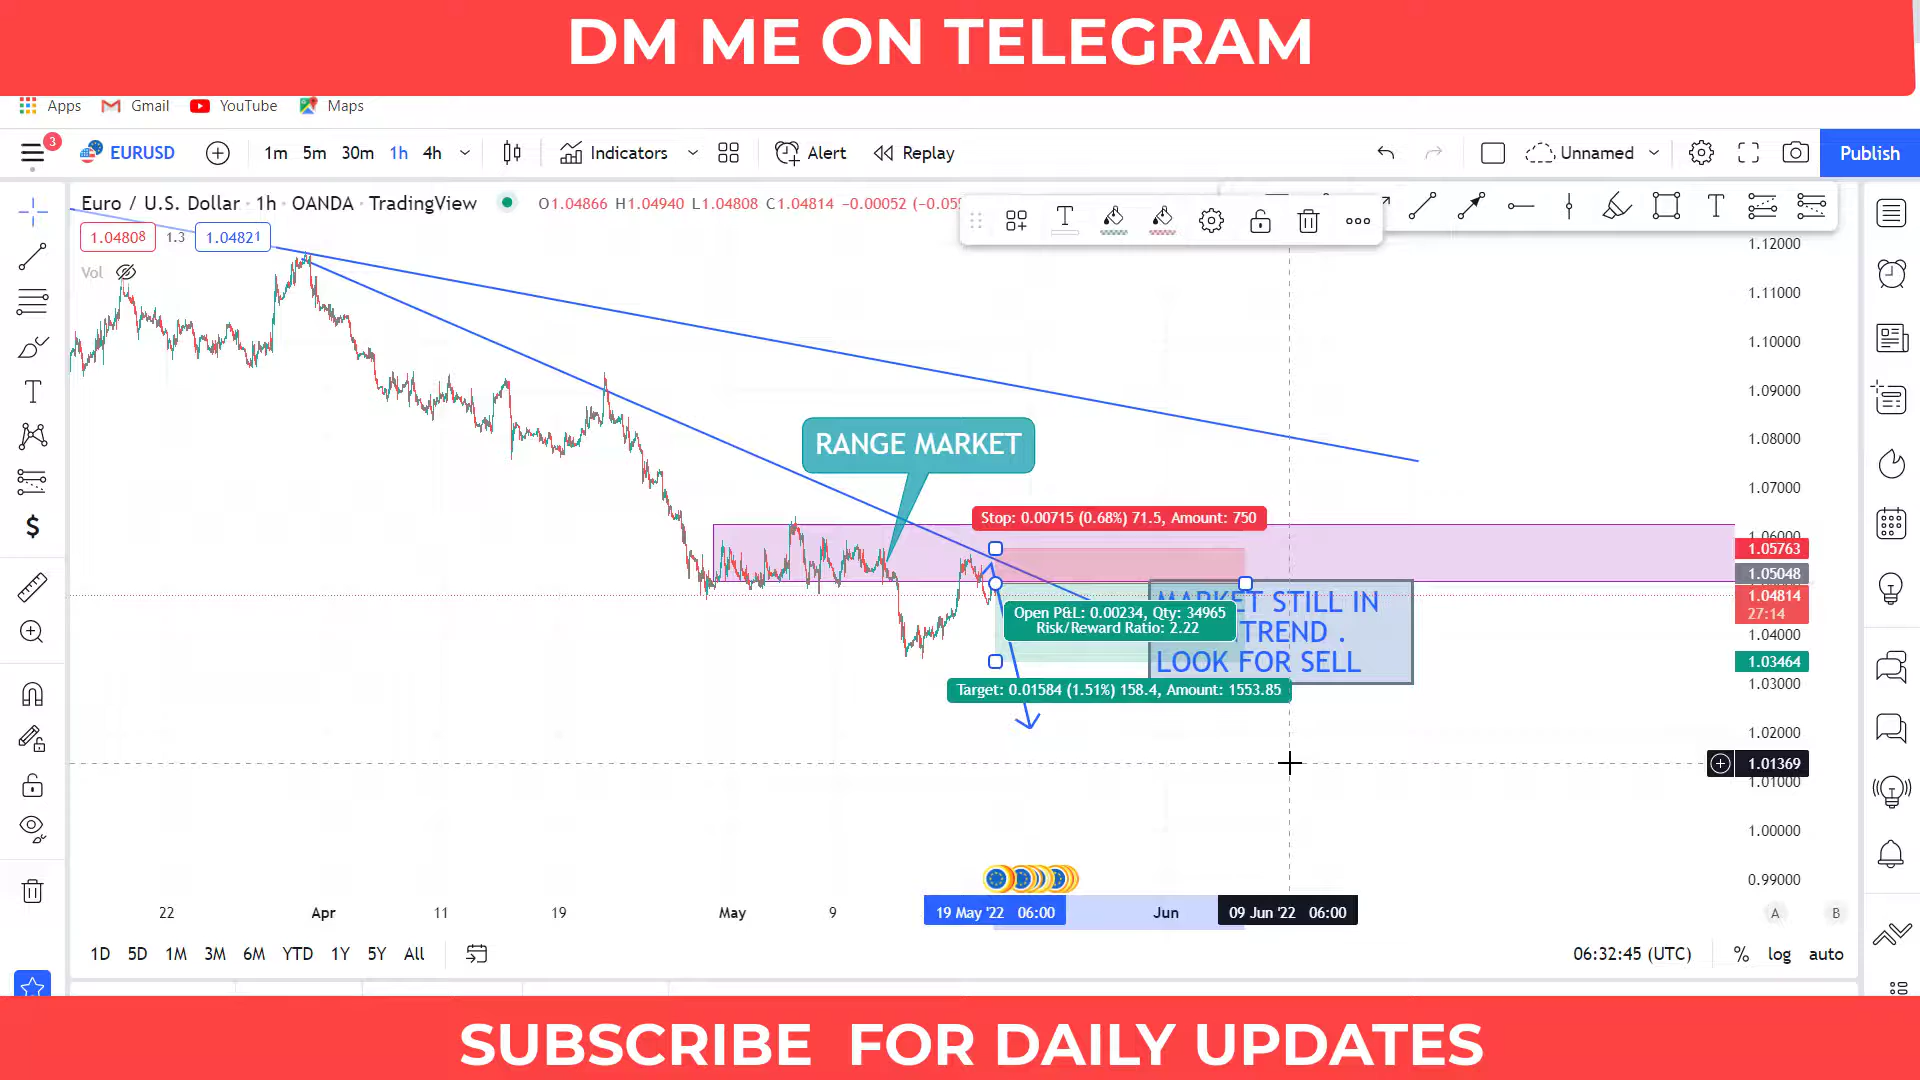 DM ME ON TELEGRAM
Apps Gmail YouTube Maps
3
EURUSD 1m 5m 30m 1h 4h Indicators Alert Replay Unnamed Publish
Euro / U.S. Dollar · 1h · OANDA · TradingView O1.04866 H1.04940 L1.04808 C1.04814 −0.00052
1.04808 1.3 1.04821
Vol
1.12000
1.11000
1.10000
1.09000
1.08000
RANGE MARKET
1.07000
Stop: 0.00715 (0.68%) 71.5, Amount: 750
1.05763
1.05048
1.04814
27:14
MARKET STILL IN
TREND .
LOOK FOR SELL
Open P&L: 0.00234, Qty: 34965
Risk/Reward Ratio: 2.22
1.04000
1.03464
1.03000
Target: 0.01584 (1.51%) 158.4, Amount: 1553.85
1.02000
1.01369
1.01000
1.00000
0.99000
22 Apr 11 19 May 9 19 May '22 06:00 Jun 09 Jun '22 06:00 A B
1D 5D 1M 3M 6M YTD 1Y 5Y All 06:32:45 (UTC) % log auto
SUBSCRIBE FOR DAILY UPDATES